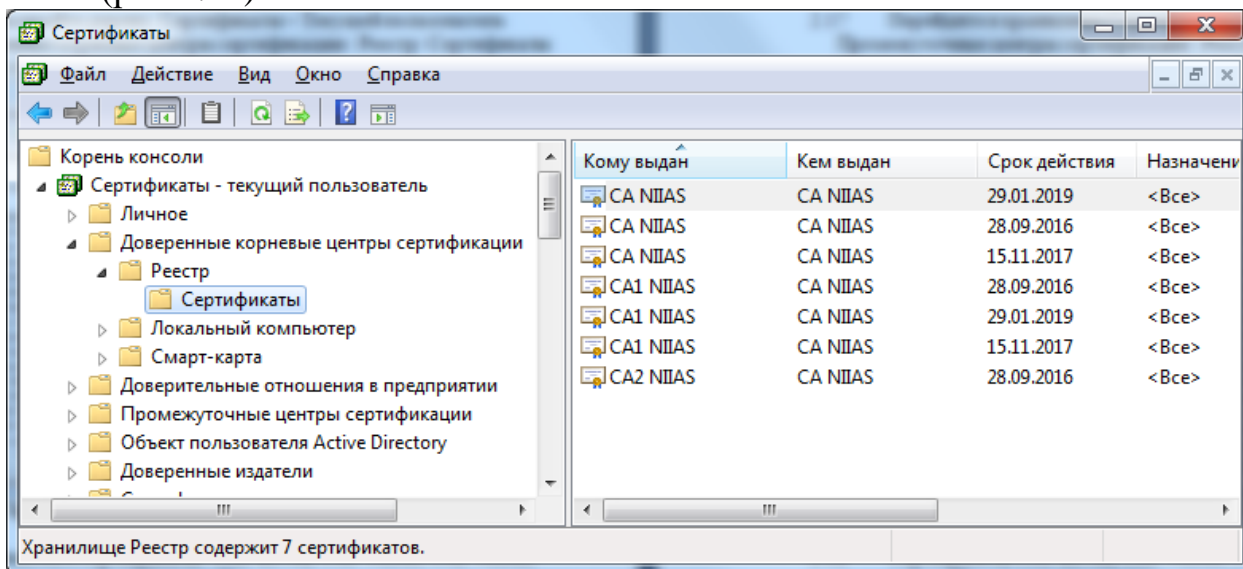 Сертификаты
Файл Действие Вид Окно Справка
Корень консоли
Сертификаты - текущий пользователь
Личное
Доверенные корневые центры сертификации
Реестр
Сертификаты
Локальный компьютер
Смарт-карта
Доверительные отношения в предприятии
Промежуточные центры сертификации
Объект пользователя Active Directory
Доверенные издатели
Кому выдан Кем выдан Срок действия Назначени
CA NIIAS CA NIIAS 29.01.2019 <Все>
CA NIIAS CA NIIAS 28.09.2016 <Все>
CA NIIAS CA NIIAS 15.11.2017 <Все>
CA1 NIIAS CA NIIAS 28.09.2016 <Все>
CA1 NIIAS CA NIIAS 29.01.2019 <Все>
CA1 NIIAS CA NIIAS 15.11.2017 <Все>
CA2 NIIAS CA NIIAS 28.09.2016 <Все>
Хранилище Реестр содержит 7 сертификатов.